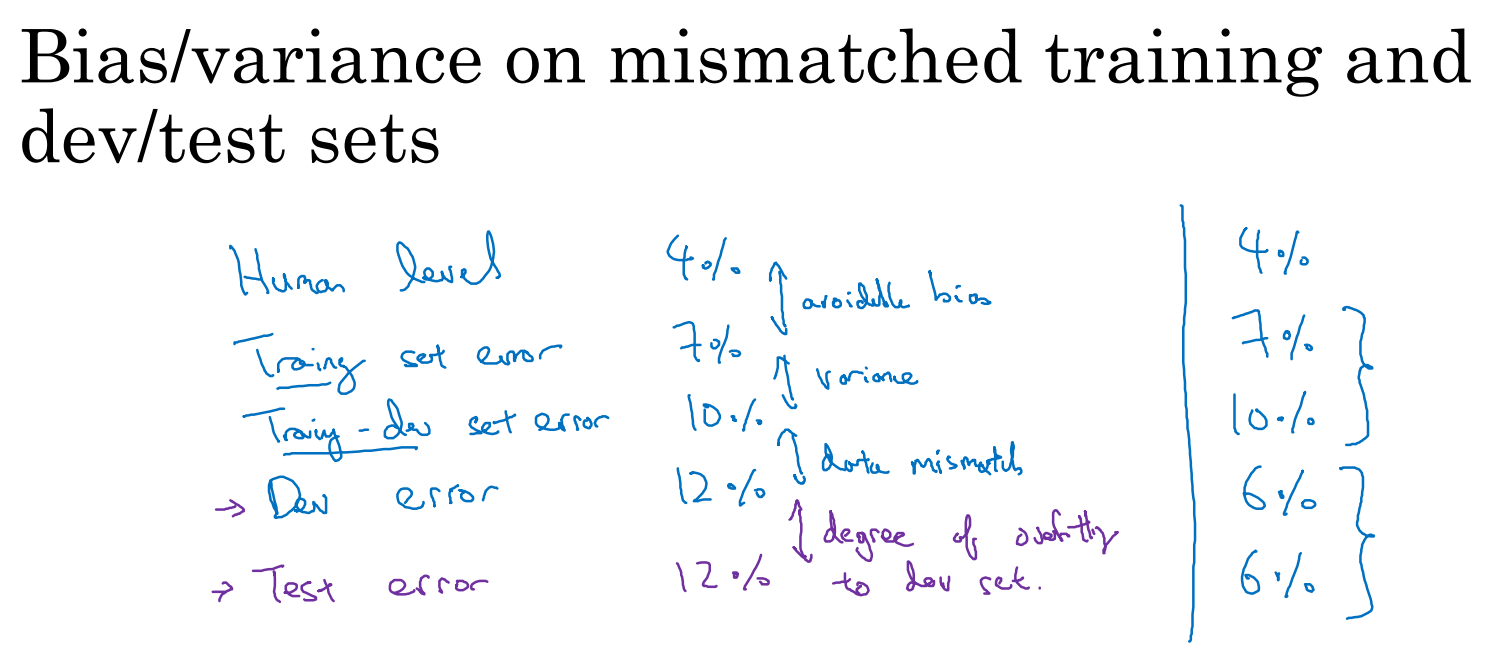 Bias/variance on mismatched training and
dev/test sets
Human level 4% 4%
avoidable bias
Training set error 7% 7%
variance
Training-dev set error 10% 10%
data mismatch
→ Dev error 12% 6%
degree of overfitting
→ Test error 12% to dev set. 6%